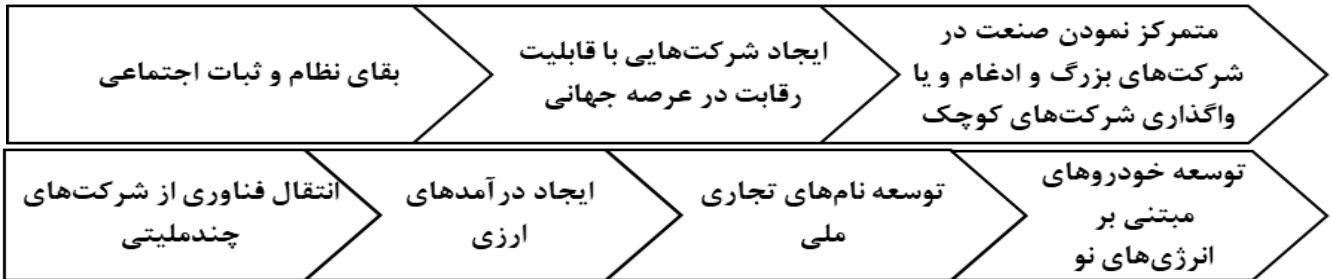 بقای نظام و ثبات اجتماعی
ایجاد شرکت‌هایی با قابلیت
رقابت در عرصه جهانی
متمرکز نمودن صنعت در
شرکت‌های بزرگ و ادغام و یا
واگذاری شرکت‌های کوچک
انتقال فناوری از شرکت‌های
چندملیتی
ایجاد درآمدهای
ارزی
توسعه نام‌های تجاری
ملی
توسعه خودروهای
مبتنی بر
انرژی‌های نو